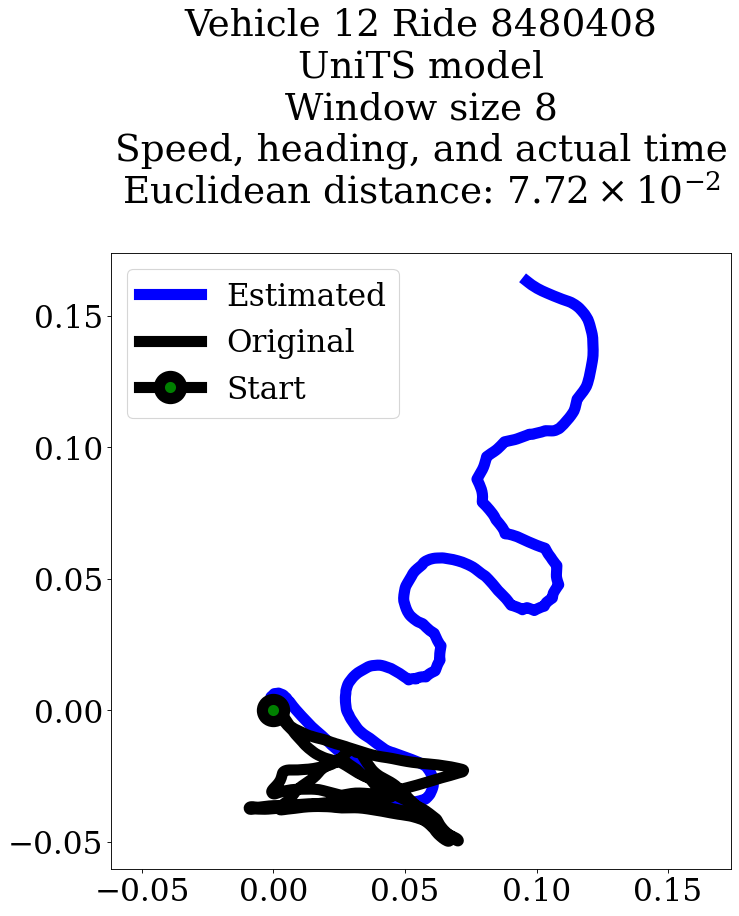 Vehicle 12 Ride 8480408
UniTS model
Window size 8
Speed, heading, and actual time
Euclidean distance: 7.72 × 10⁻²
Estimated
Original
Start
0.15
0.10
0.05
0.00
−0.05
−0.05 0.00 0.05 0.10 0.15